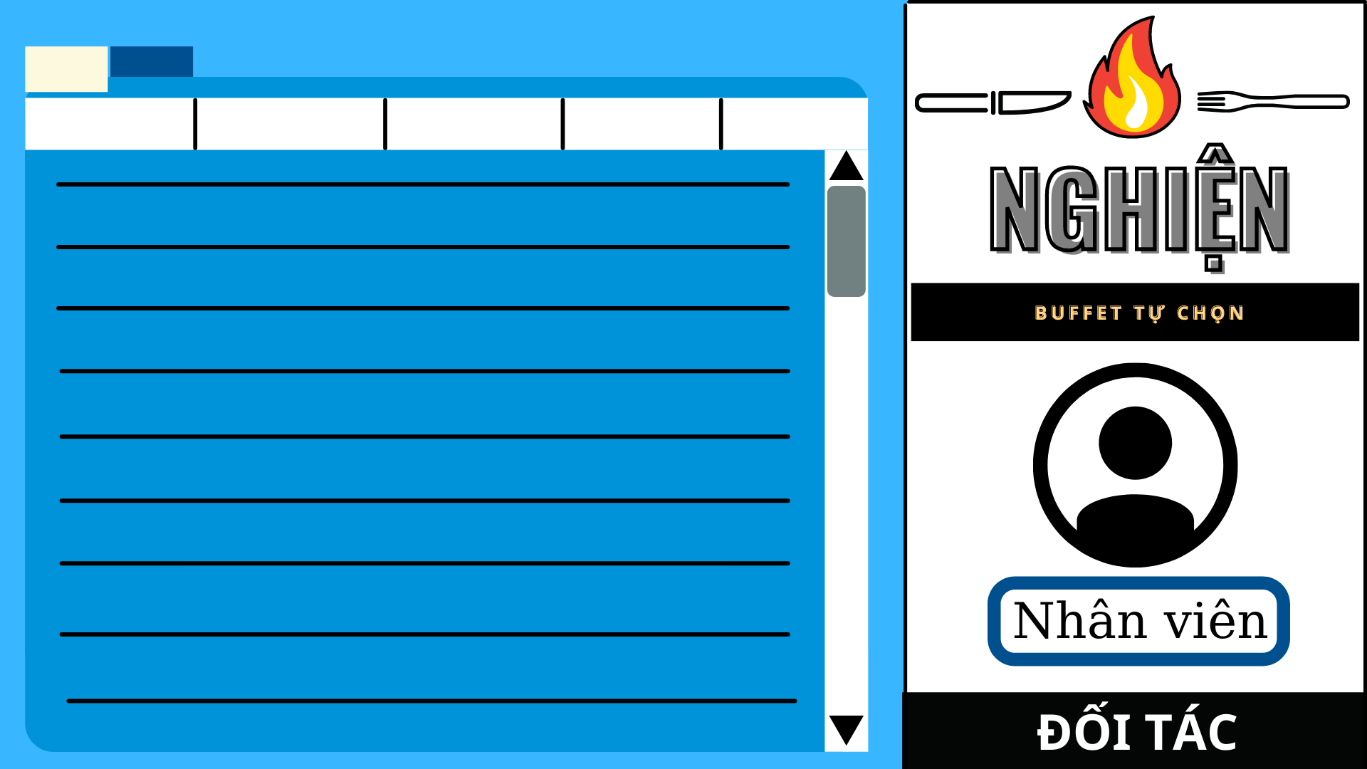 NGHIỆN
BUFFET TỰ CHỌN
Nhân viên
ĐỐI TÁC